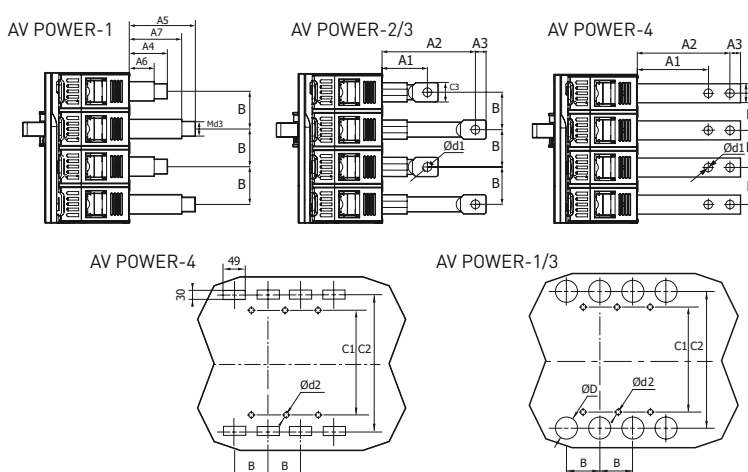 AV POWER-1
A5
A7
A4
A6
B
Md3
B
B
AV POWER-2/3
A2
A3
A1
C3
B
B
Ød1
B
AV POWER-4
A2
A3
A1
Ød1
AV POWER-4
49
30
C1
C2
Ød2
B
B
AV POWER-1/3
C1
C2
ØD
Ød2
B
B